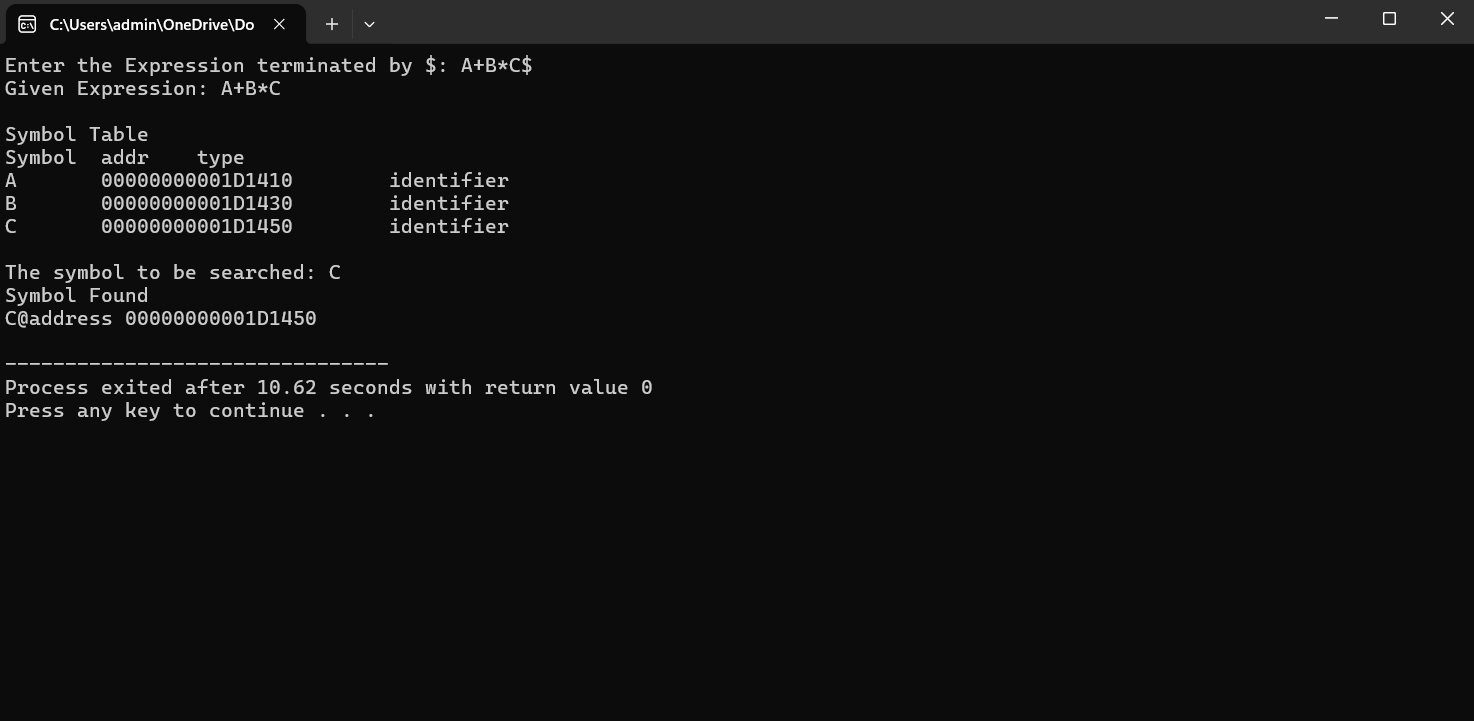 C:\Users\admin\OneDrive\Do
Enter the Expression terminated by $: A+B*C$
Given Expression: A+B*C
Symbol Table
Symbol  addr    type
A       00000000001D1410        identifier
B       00000000001D1430        identifier
C       00000000001D1450        identifier
The symbol to be searched: C
Symbol Found
C@address 00000000001D1450
--------------------------------
Process exited after 10.62 seconds with return value 0
Press any key to continue . . .